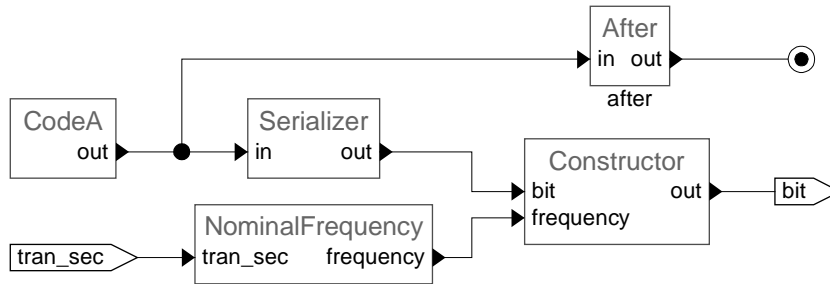 After
in out
after
CodeA
out
Serializer
in out
Constructor
bit out
frequency
bit
NominalFrequency
tran_sec frequency
tran_sec